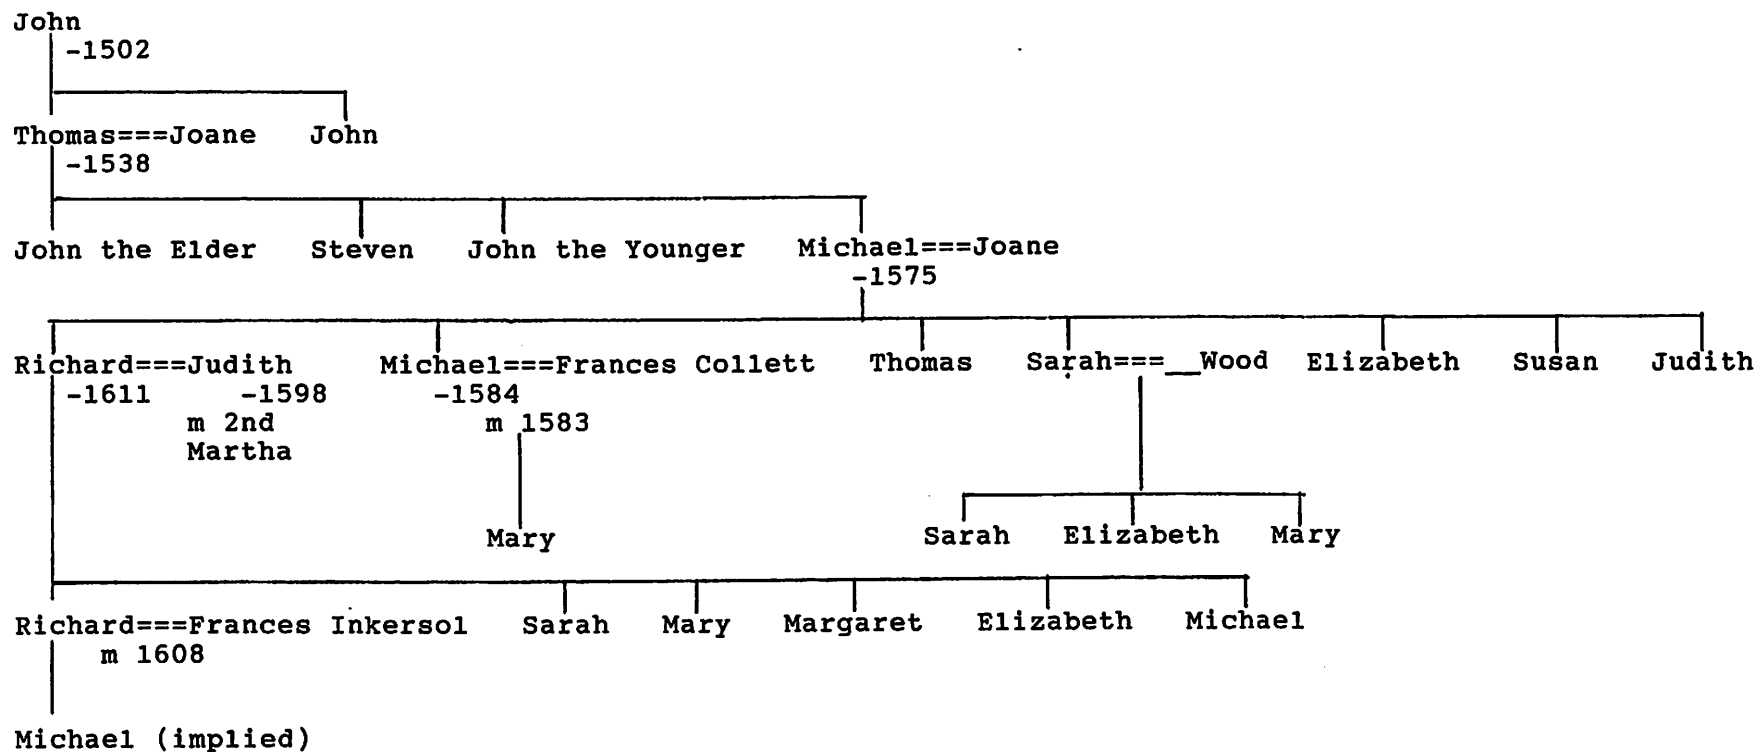 John
-1502
Thomas===Joane John
-1538
John the Elder Steven John the Younger Michael===Joane
-1575
Richard===Judith Michael===Frances Collett Thomas Sarah===__Wood Elizabeth Susan Judith
-1611 -1598 -1584
m 2nd m 1583
Martha
Mary Sarah Elizabeth Mary
Richard===Frances Inkersol Sarah Mary Margaret Elizabeth Michael
m 1608
Michael (implied)